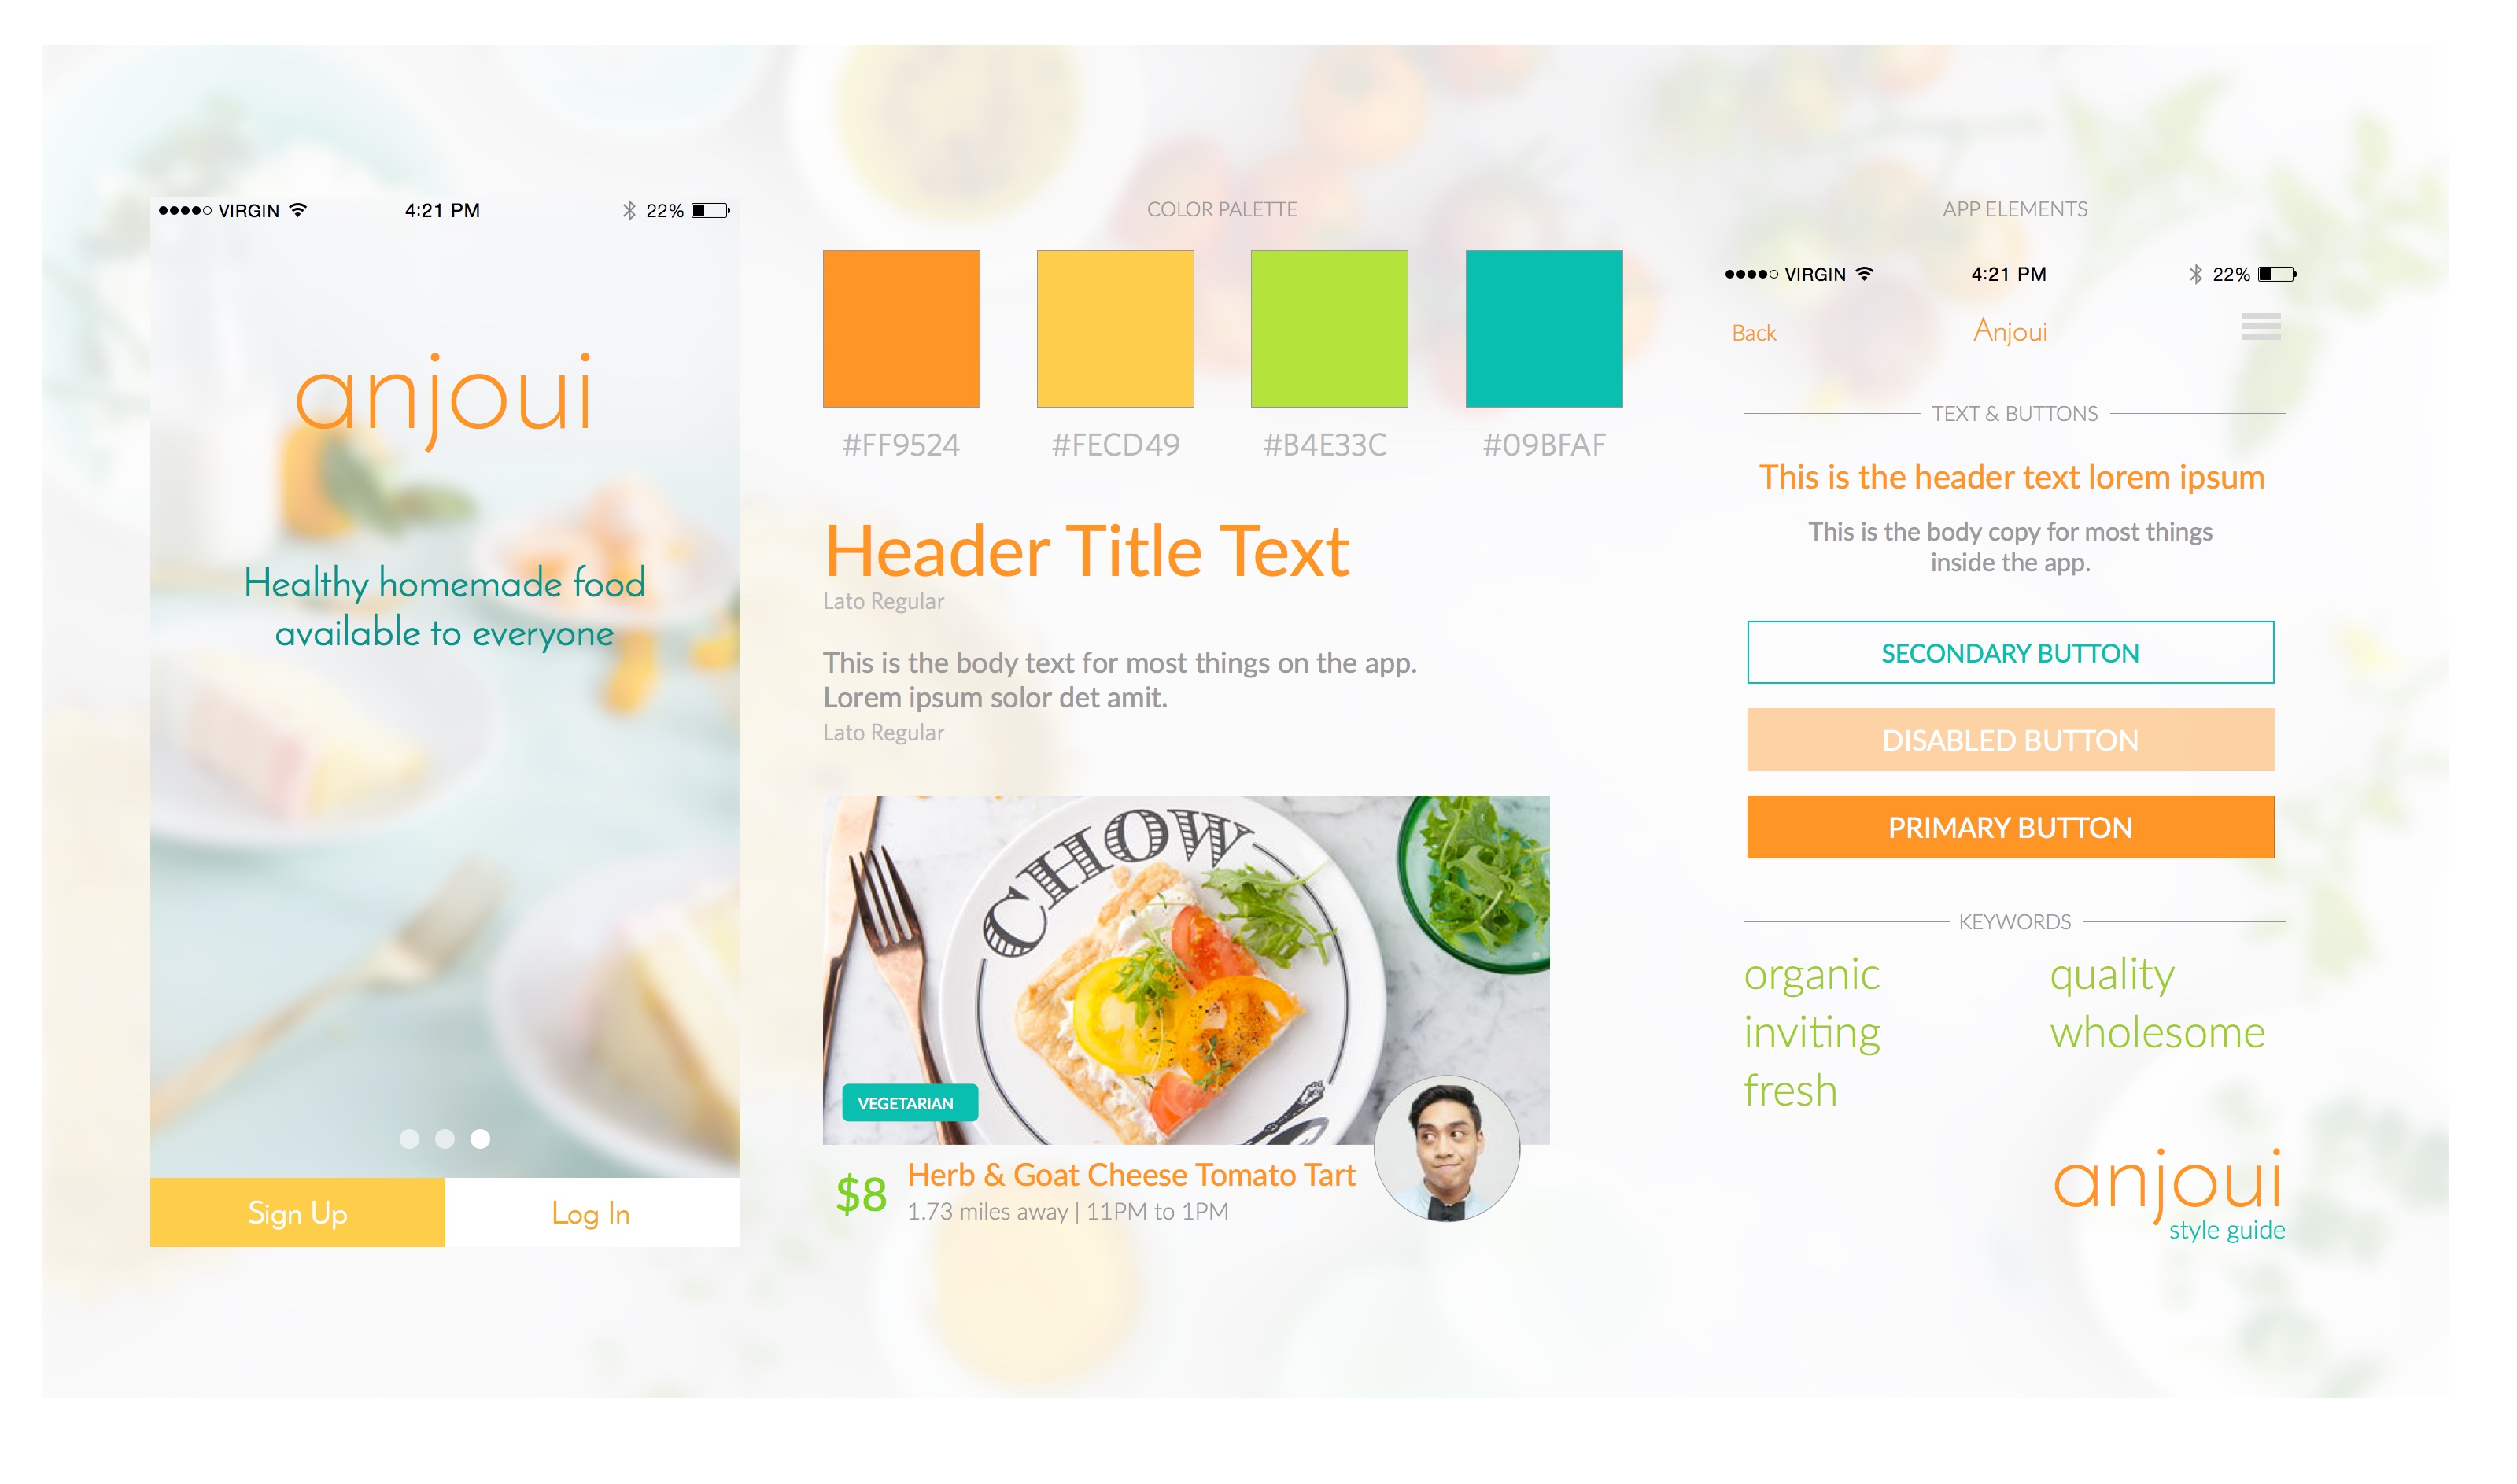 VIRGIN 4:21 PM 22%
anjoui
Healthy homemade food
available to everyone
Sign Up
Log In
COLOR PALETTE
#FF9524
#FECD49
#B4E33C
#09BFAF
Header Title Text
Lato Regular
This is the body text for most things on the app.
Lorem ipsum solor det amit.
Lato Regular
CHOW
VEGETARIAN
$8
Herb & Goat Cheese Tomato Tart
1.73 miles away | 11PM to 1PM
APP ELEMENTS
VIRGIN 4:21 PM 22%
Back
Anjoui
TEXT & BUTTONS
This is the header text lorem ipsum
This is the body copy for most things
inside the app.
SECONDARY BUTTON
DISABLED BUTTON
PRIMARY BUTTON
KEYWORDS
organic
inviting
fresh
quality
wholesome
anjoui
style guide